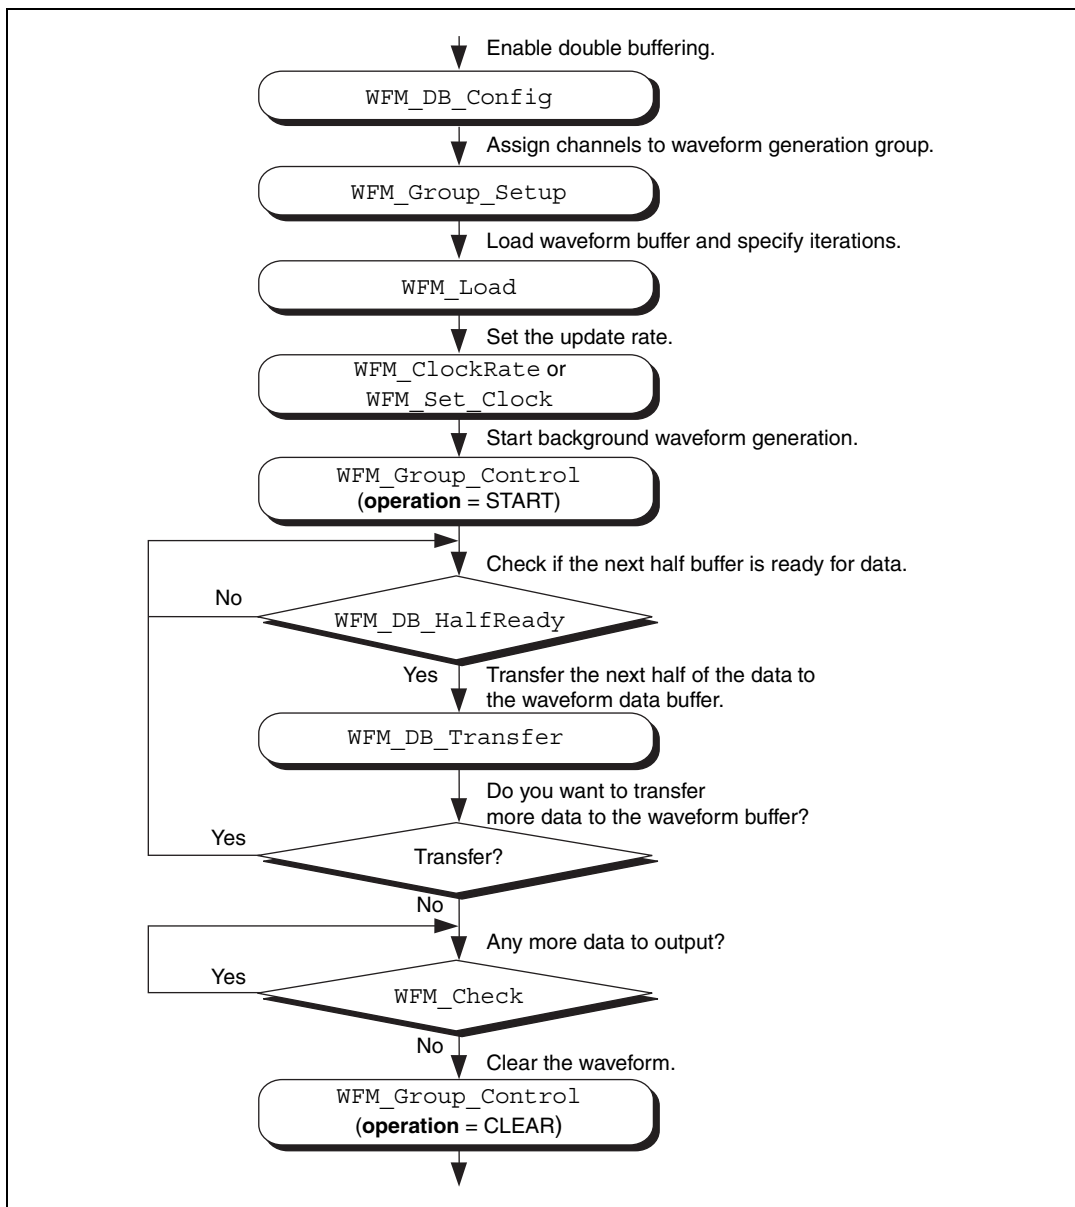 Enable double buffering.
WFM_DB_Config
Assign channels to waveform generation group.
WFM_Group_Setup
Load waveform buffer and specify iterations.
WFM_Load
Set the update rate.
WFM_ClockRate or
WFM_Set_Clock
Start background waveform generation.
WFM_Group_Control
(operation = START)
Check if the next half buffer is ready for data.
No
WFM_DB_HalfReady
Yes
Transfer the next half of the data to
the waveform data buffer.
WFM_DB_Transfer
Do you want to transfer
more data to the waveform buffer?
Yes
Transfer?
No
Any more data to output?
Yes
WFM_Check
No
Clear the waveform.
WFM_Group_Control
(operation = CLEAR)